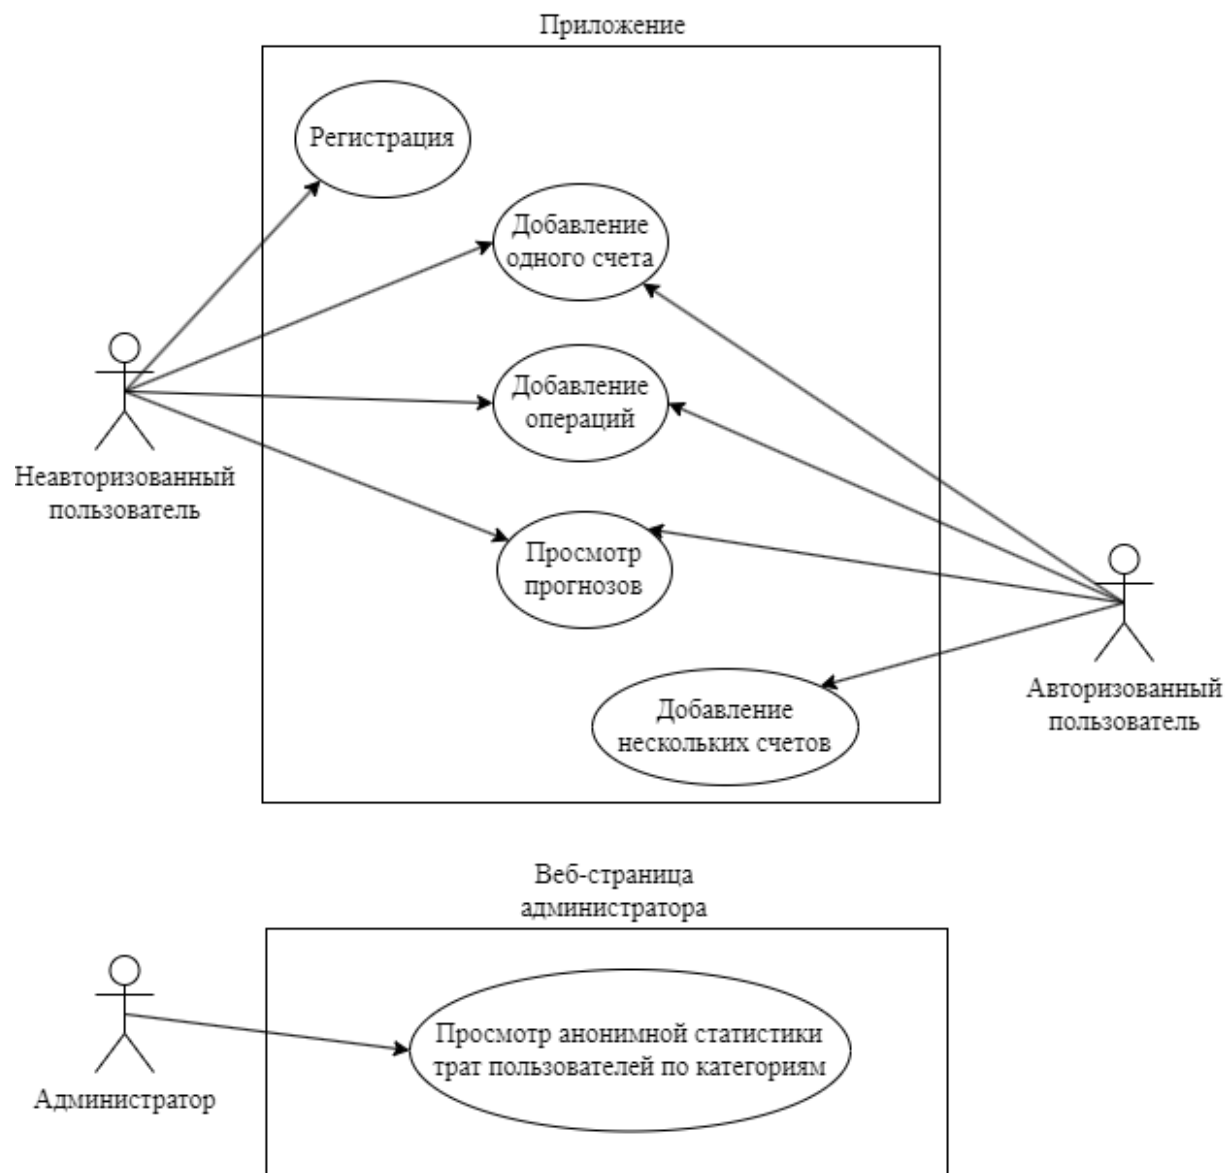 Приложение
Регистрация
Добавление
одного счета
Добавление
операций
Неавторизованный
пользователь
Просмотр
прогнозов
Авторизованный
пользователь
Добавление
нескольких счетов
Веб-страница
администратора
Просмотр анонимной статистики
трат пользователей по категориям
Администратор